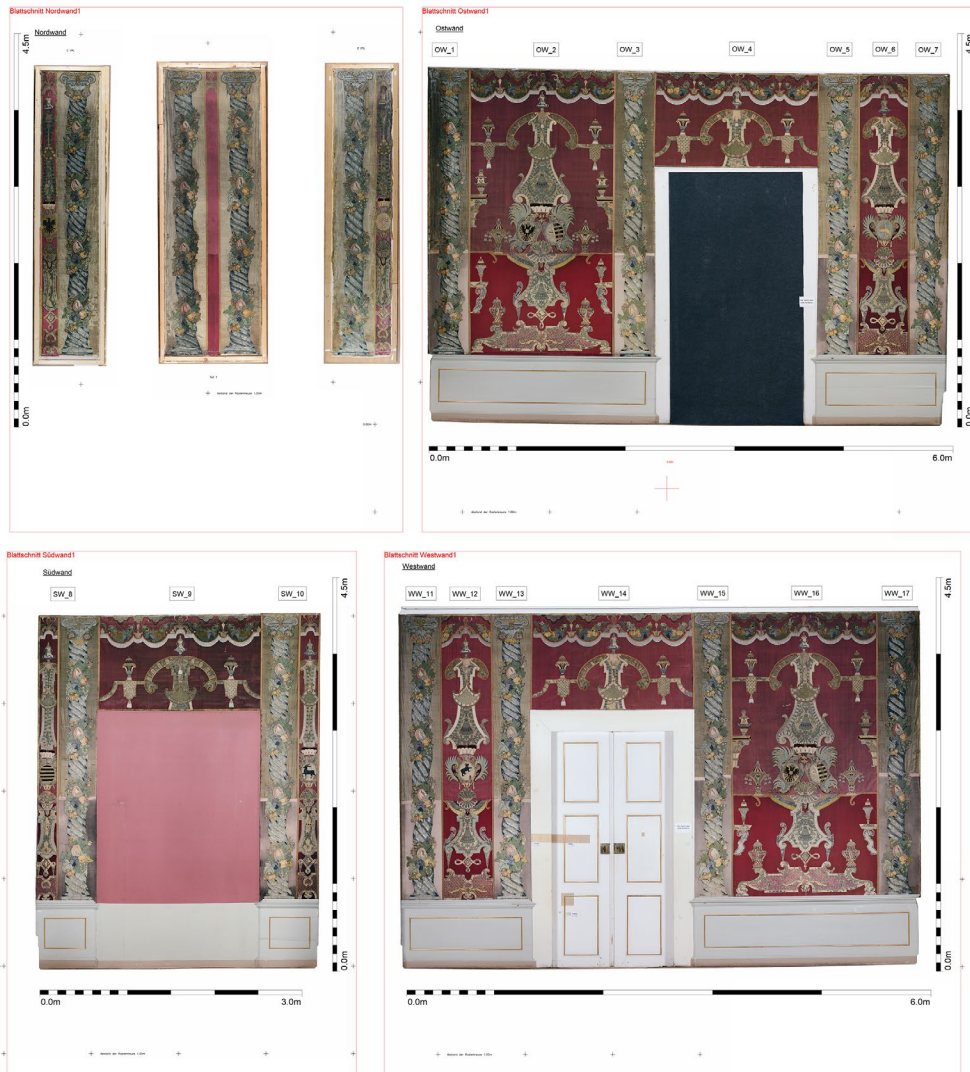 Blattschnitt Nordwand1
Nordwand
4.5m
0.0m
Blattschnitt Ostwand1
Ostwand
OW_1 OW_2 OW_3 OW_4 OW_5 OW_6 OW_7
4.5m
0.0m
0.0m 6.0m
Blattschnitt Südwand1
Südwand
SW_8 SW_9 SW_10
4.5m
0.0m
0.0m 3.0m
Blattschnitt Westwand1
Westwand
WW_11 WW_12 WW_13 WW_14 WW_15 WW_16 WW_17
4.5m
0.0m
0.0m 6.0m